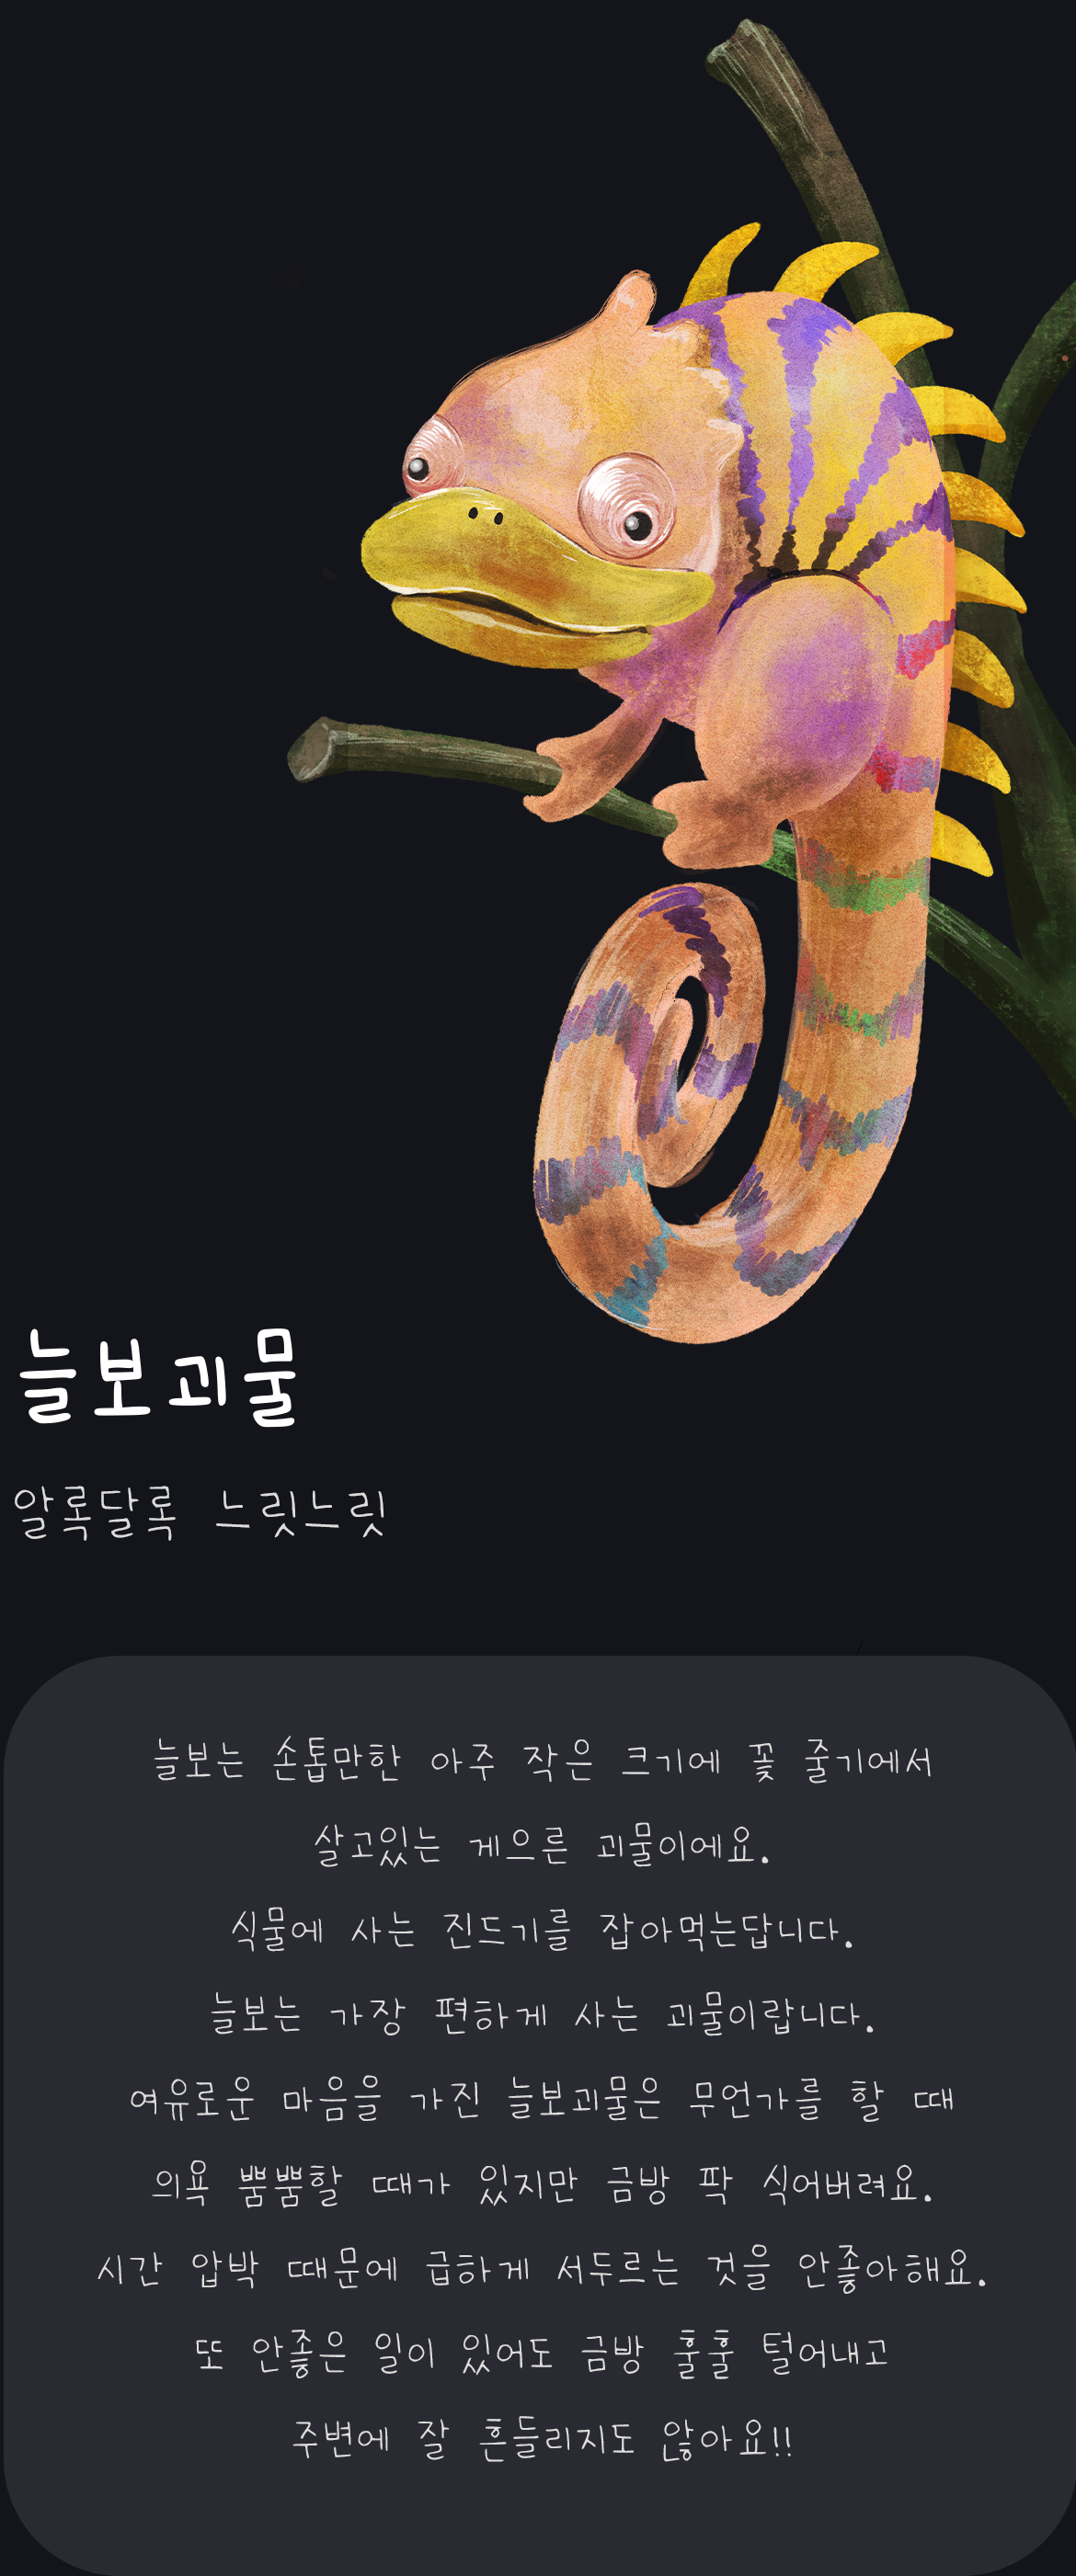 늘보괴물
알록달록 느릿느릿
늘보는 손톱만한 아주 작은 크기에 꽃 줄기에서
살고있는 게으른 괴물이에요.
식물에 사는 진드기를 잡아먹는답니다.
늘보는 가장 편하게 사는 괴물이랍니다.
여유로운 마음을 가진 늘보괴물은 무언가를 할 때
의욕 뿜뿜할 때가 있지만 금방 팍 식어버려요.
시간 압박 때문에 급하게 서두르는 것을 안좋아해요.
또 안좋은 일이 있어도 금방 훌훌 털어내고
주변에 잘 흔들리지도 않아요!!